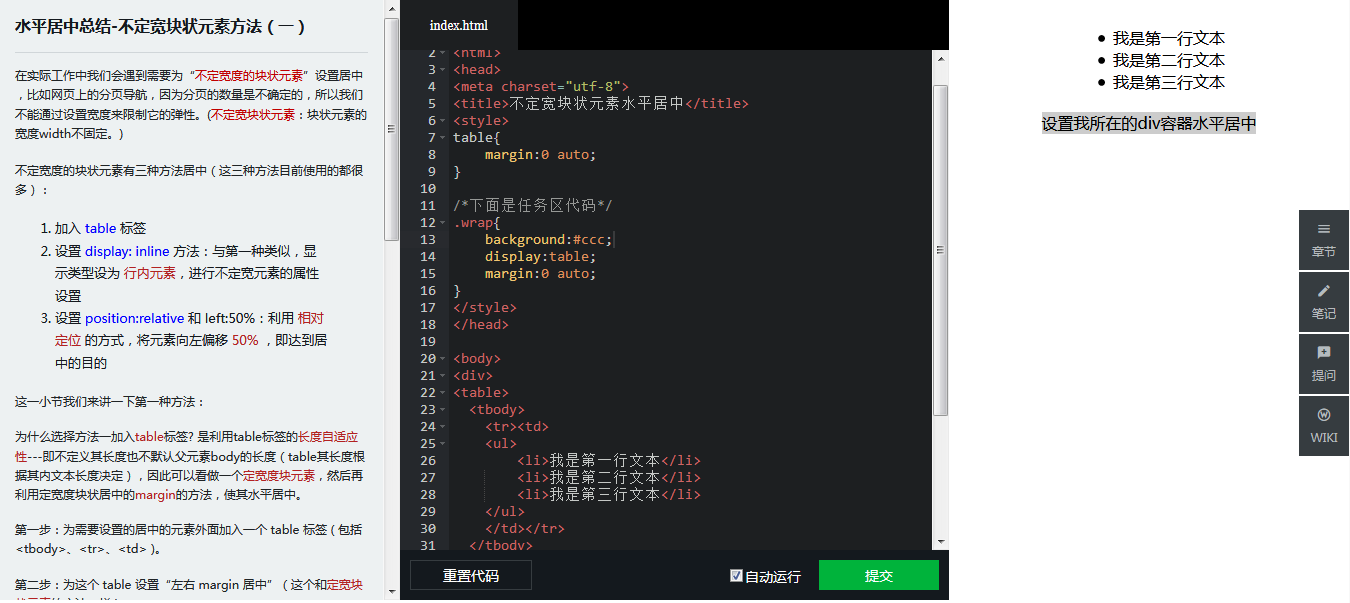 水平居中总结-不定宽块状元素方法（一）
在实际工作中我们会遇到需要为“不定宽度的块状元素”设置居中
，比如网页上的分页导航，因为分页的数量是不确定的，所以我们
不能通过设置宽度来限制它的弹性。(不定宽块状元素：块状元素的
宽度width不固定。)
不定宽度的块状元素有三种方法居中（这三种方法目前使用的都很
多）：
1. 加入 table 标签
2. 设置 display: inline 方法：与第一种类似，显
示类型设为 行内元素，进行不定宽元素的属性
设置
3. 设置 position:relative 和 left:50%：利用 相对
定位 的方式，将元素向左偏移 50% ，即达到居
中的目的
这一小节我们来讲一下第一种方法：
为什么选择方法一加入table标签? 是利用table标签的长度自适应
性---即不定义其长度也不默认父元素body的长度（table其长度根
据其内文本长度决定），因此可以看做一个定宽度块元素，然后再
利用定宽度块状居中的margin的方法，使其水平居中。
第一步：为需要设置的居中的元素外面加入一个 table 标签 ( 包括
<tbody>、<tr>、<td> )。
第二步：为这个 table 设置“左右 margin 居中”（这个和定宽块
index.html
2 <html>
3 <head>
4 <meta charset="utf-8">
5 <title>不定宽块状元素水平居中</title>
6 <style>
7 table{
8 margin:0 auto;
9 }
10
11 /*下面是任务区代码*/
12 .wrap{
13 background:#ccc;
14 display:table;
15 margin:0 auto;
16 }
17 </style>
18 </head>
19
20 <body>
21 <div>
22 <table>
23 <tbody>
24 <tr><td>
25 <ul>
26 <li>我是第一行文本</li>
27 <li>我是第二行文本</li>
28 <li>我是第三行文本</li>
29 </ul>
30 </td></tr>
31 </tbody>
重置代码
自动运行
提交
• 我是第一行文本
• 我是第二行文本
• 我是第三行文本
设置我所在的div容器水平居中
章节
笔记
提问
WIKI